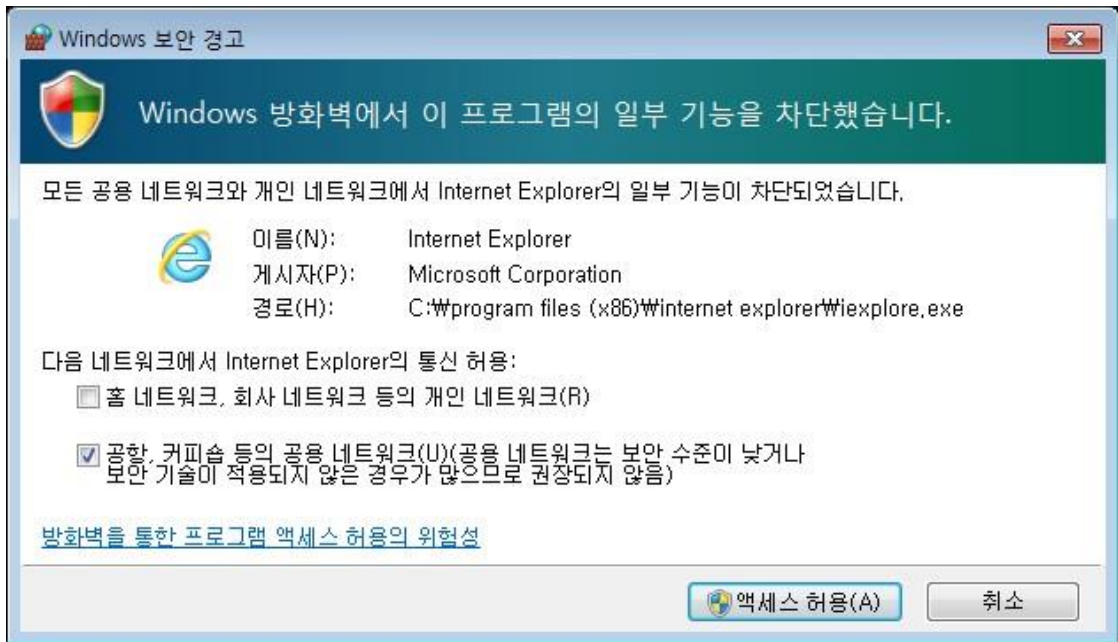 Windows 보안 경고
Windows 방화벽에서 이 프로그램의 일부 기능을 차단했습니다.
모든 공용 네트워크와 개인 네트워크에서 Internet Explorer의 일부 기능이 차단되었습니다.
이름(N): Internet Explorer
게시자(P): Microsoft Corporation
경로(H): C:₩program files (x86)₩internet explorer₩iexplore.exe
다음 네트워크에서 Internet Explorer의 통신 허용:
홈 네트워크, 회사 네트워크 등의 개인 네트워크(R)
공항, 커피숍 등의 공용 네트워크(U)(공용 네트워크는 보안 수준이 낮거나
보안 기술이 적용되지 않은 경우가 많으므로 권장되지 않음)
방화벽을 통한 프로그램 액세스 허용의 위험성
액세스 허용(A) 취소